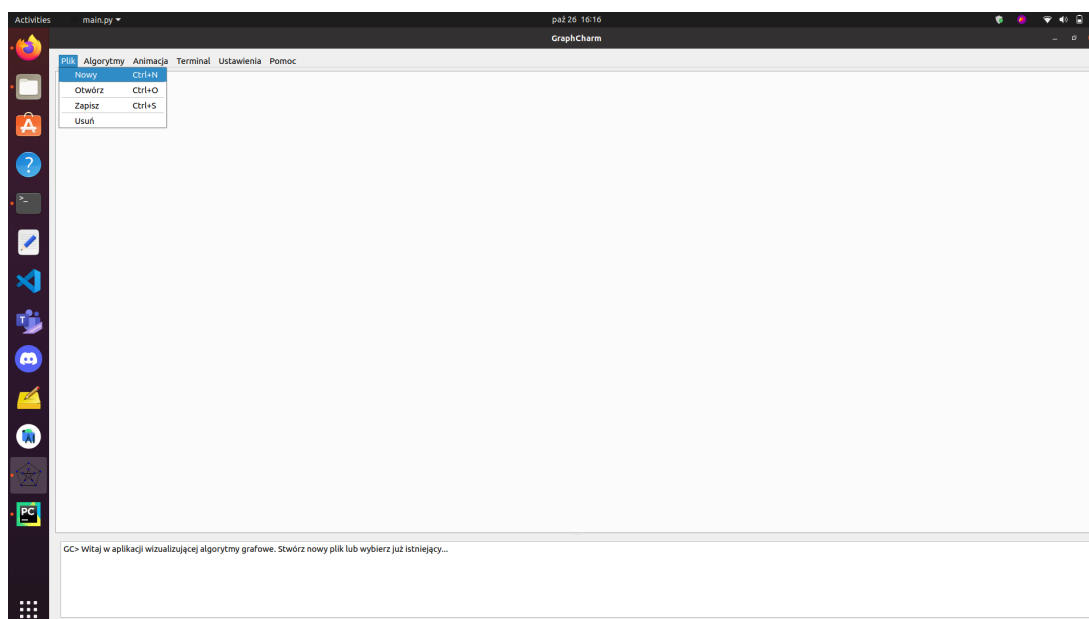 Activities main.py paź 26 16:16
GraphCharm
Plik Algorytmy Animacja Terminal Ustawienia Pomoc
Nowy Ctrl+N
Otwórz Ctrl+O
Zapisz Ctrl+S
Usuń
GC> Witaj w aplikacji wizualizującej algorytmy grafowe. Stwórz nowy plik lub wybierz już istniejący...
A
?
>_
T
PC